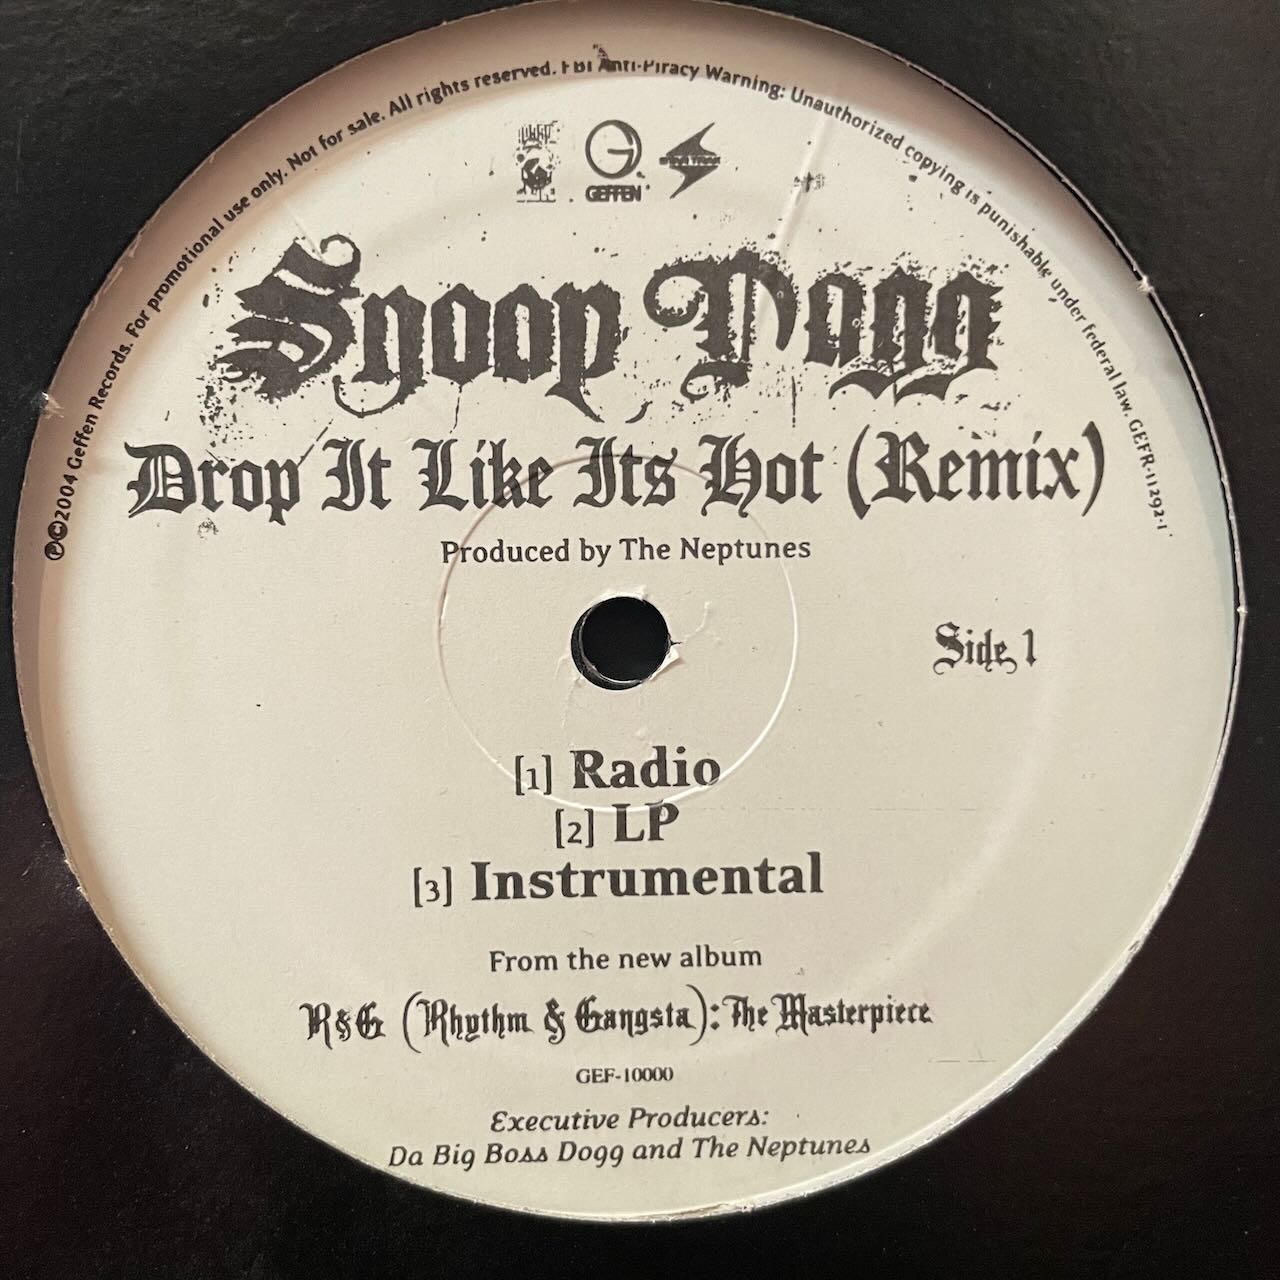 ℗©2004 Geffen Records. For promotional use only. Not for sale. All rights reserved. FBI Anti-Piracy Warning: Unauthorized copying is punishable under federal law. GEFR-11292-1
GEFFEN
Snoop Dogg
Drop It Like Its Hot (Remix)
Produced by The Neptunes
Side 1
[1] Radio
[2] LP
[3] Instrumental
From the new album
R&G (Rhythm & Gangsta): The Masterpiece
GEF-10000
Executive Producers:
Da Big Boss Dogg and The Neptunes